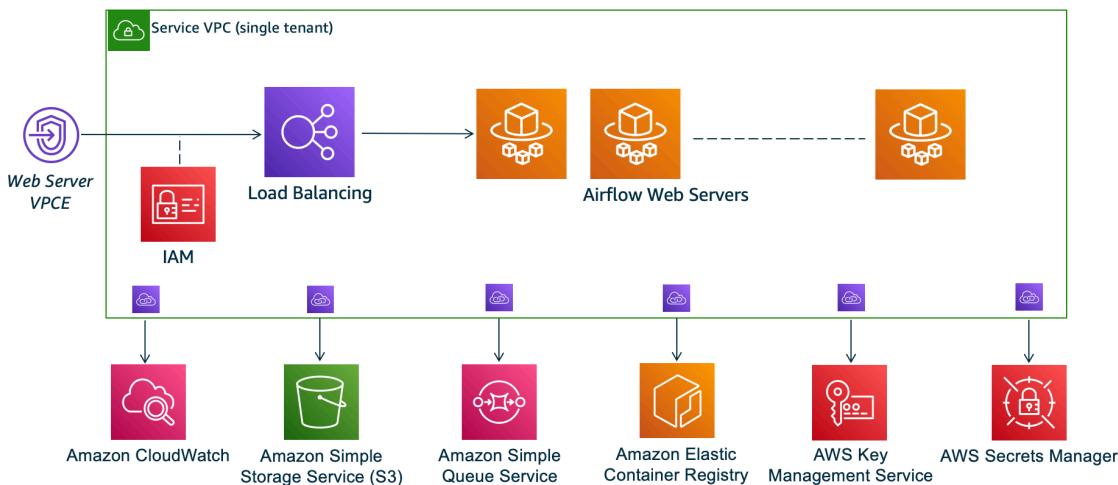 Service VPC (single tenant)
Web Server
VPCE
Load Balancing
Airflow Web Servers
IAM
Amazon CloudWatch
Amazon Simple
Storage Service (S3)
Amazon Simple
Queue Service
Amazon Elastic
Container Registry
AWS Key
Management Service
AWS Secrets Manager